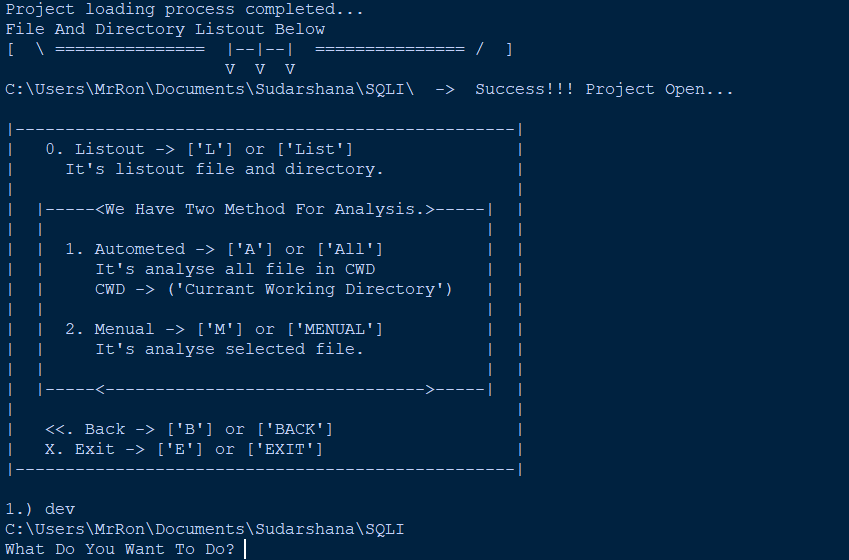 Project loading process completed...
File And Directory Listout Below
[  \ ===============  |--|--|  =============== /  ]
                      V  V  V
C:\Users\MrRon\Documents\Sudarshana\SQLI\  ->  Success!!! Project Open...

|--------------------------------------------------|
|   0. Listout -> ['L'] or ['List']                |
|     It's listout file and directory.             |
|                                                  |
|  |-----<We Have Two Method For Analysis.>-----|  |
|  |                                            |  |
|  |  1. Autometed -> ['A'] or ['All']          |  |
|  |     It's analyse all file in CWD           |  |
|  |     CWD -> ('Currant Working Directory')   |  |
|  |                                            |  |
|  |  2. Menual -> ['M'] or ['MENUAL']          |  |
|  |     It's analyse selected file.            |  |
|  |                                            |  |
|  |-----<-------------------------------->-----|  |
|                                                  |
|   <<. Back -> ['B'] or ['BACK']                  |
|   X. Exit -> ['E'] or ['EXIT']                   |
|--------------------------------------------------|

1.) dev
C:\Users\MrRon\Documents\Sudarshana\SQLI
What Do You Want To Do?